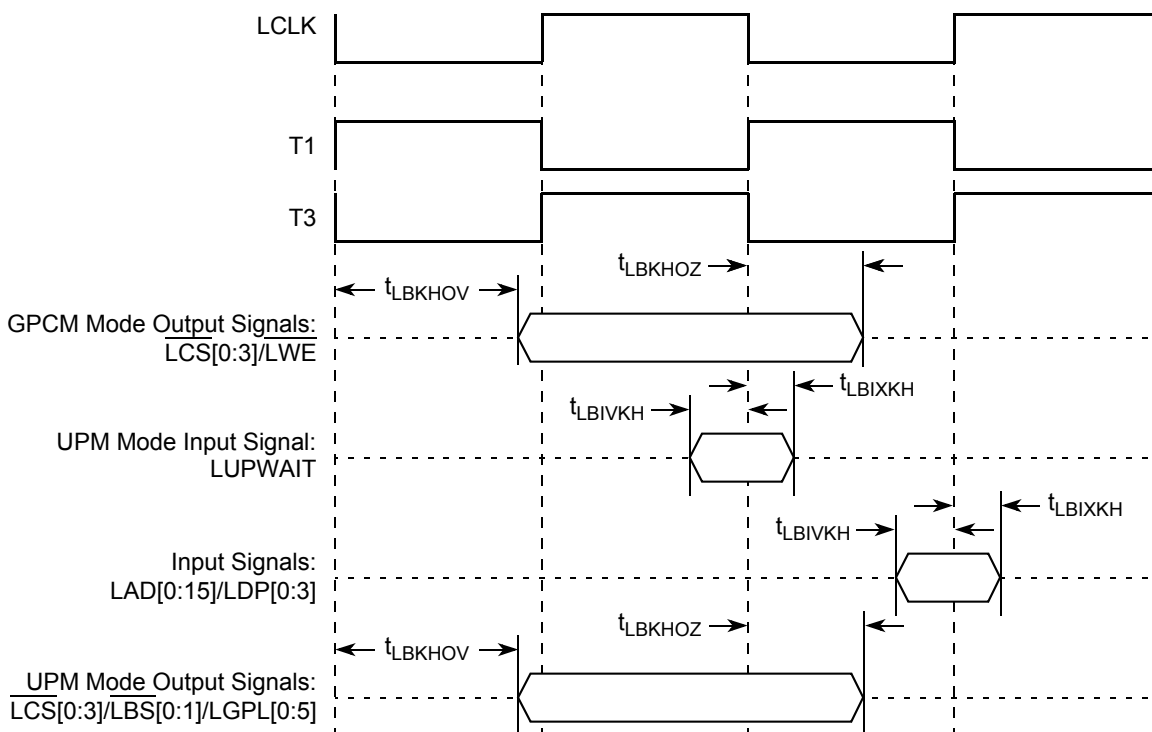 LCLK
T1
T3
tLBKHOZ
tLBKHOV
GPCM Mode Output Signals:
LCS[0:3]/LWE
tLBIXKH
tLBIVKH
UPM Mode Input Signal:
LUPWAIT
tLBIXKH
tLBIVKH
Input Signals:
LAD[0:15]/LDP[0:3]
tLBKHOZ
tLBKHOV
UPM Mode Output Signals:
LCS[0:3]/LBS[0:1]/LGPL[0:5]